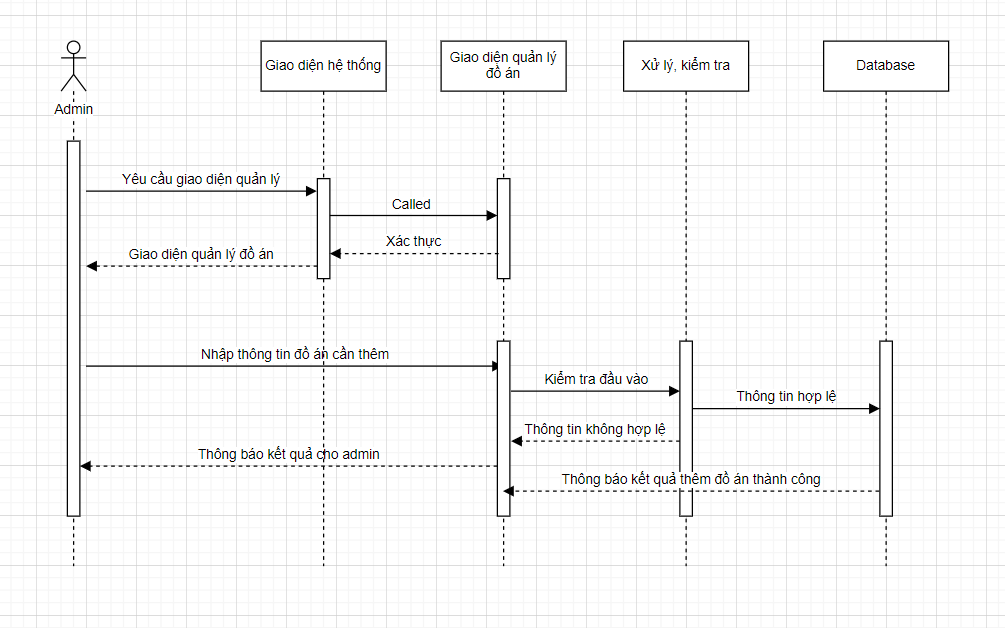 Giao diện hệ thống
Giao diện quản lý
đồ án
Xử lý, kiểm tra
Database
Admin
Yêu cầu giao diện quản lý
Called
Xác thực
Giao diện quản lý đồ án
Nhập thông tin đồ án cần thêm
Kiểm tra đầu vào
Thông tin hợp lệ
Thông tin không hợp lệ
Thông báo kết quả cho admin
Thông báo kết quả thêm đồ án thành công